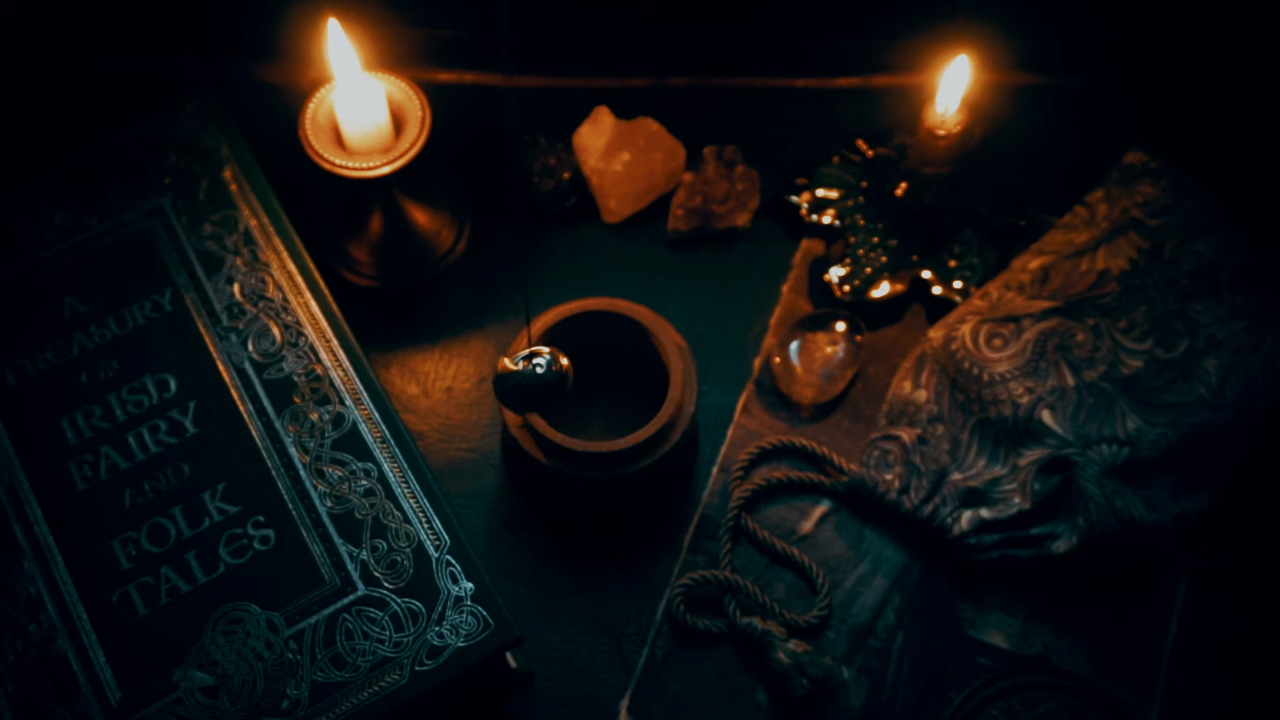 A
TREASURY
OF
IRISH
FAIRY
AND
FOLK
TALES